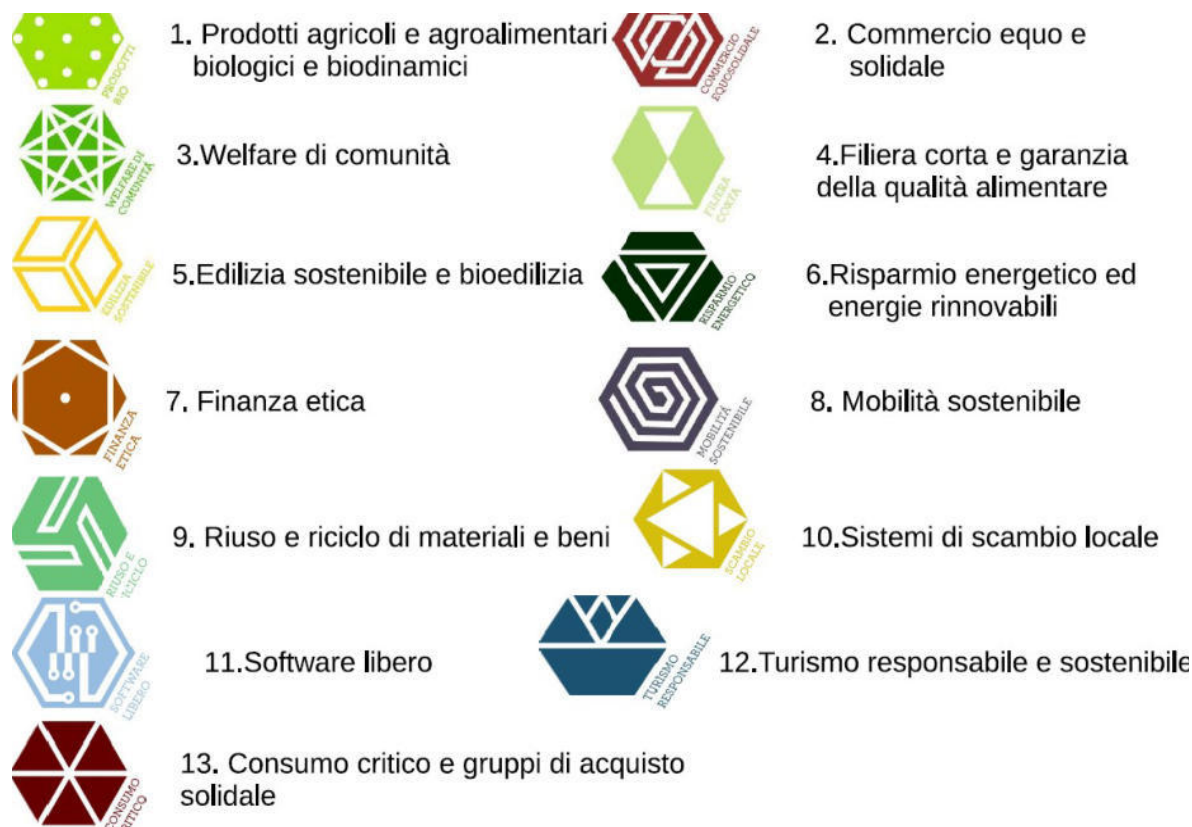 PRODOTTI
BIO
1. Prodotti agricoli e agroalimentari
biologici e biodinamici
COMMERCIO
EQUOSOLIDALE
2. Commercio equo e
solidale
WELFARE DI
COMUNITÀ
3.Welfare di comunità
FILIERA
CORTA
4.Filiera corta e garanzia
della qualità alimentare
EDILIZIA
SOSTENIBILE
5.Edilizia sostenibile e bioedilizia
RISPARMIO
ENERGETICO
6.Risparmio energetico ed
energie rinnovabili
FINANZA
ETICA
7. Finanza etica
MOBILITÁ
SOSTENIBILE
8. Mobilità sostenibile
RIUSO E
ICICLO
9. Riuso e riciclo di materiali e beni
SCAMBIO
LOCALE
10.Sistemi di scambio locale
SOFTWARE
LIBERO
11.Software libero
TURISMO
RESPONSABILE
12.Turismo responsabile e sostenibile
CONSUMO
RITICO
13. Consumo critico e gruppi di acquisto
solidale